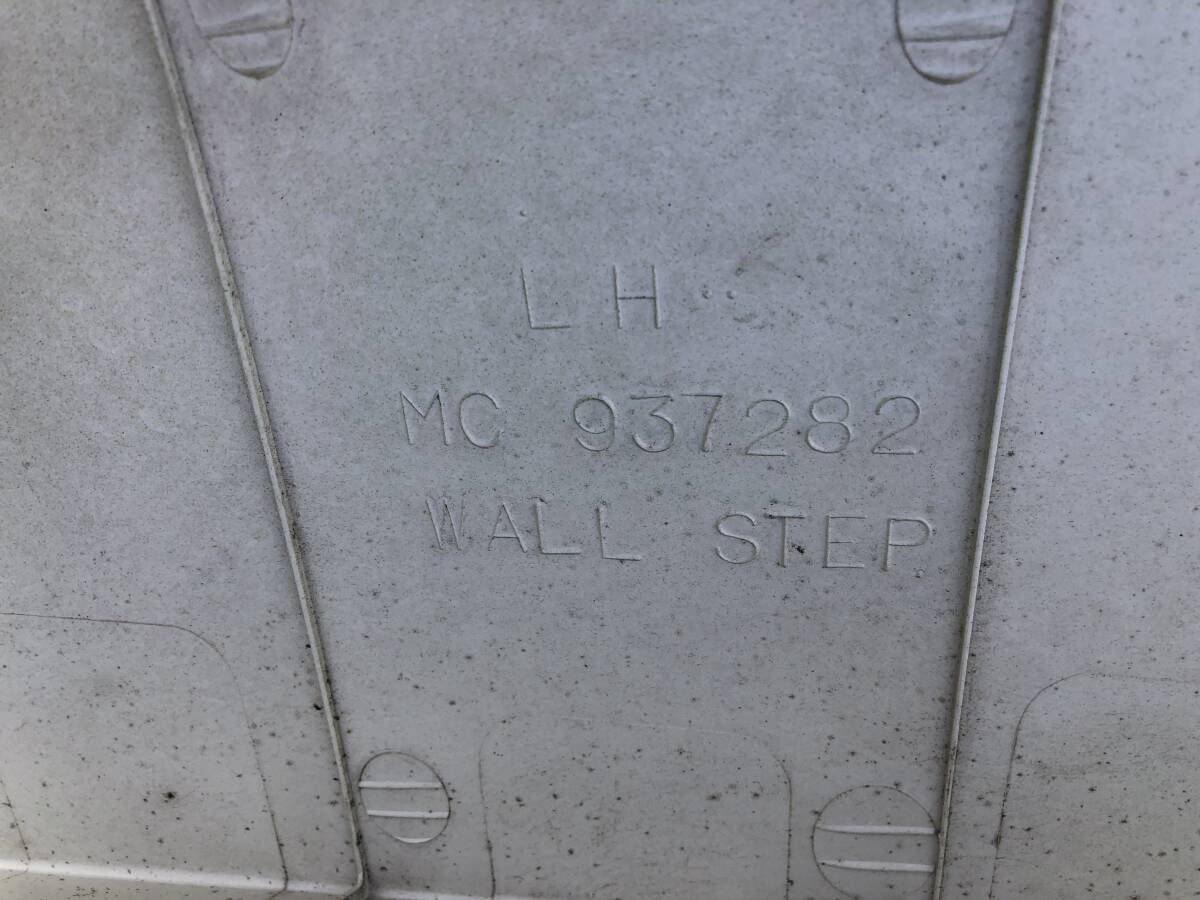 LH
MC 937282
WALL STEP.